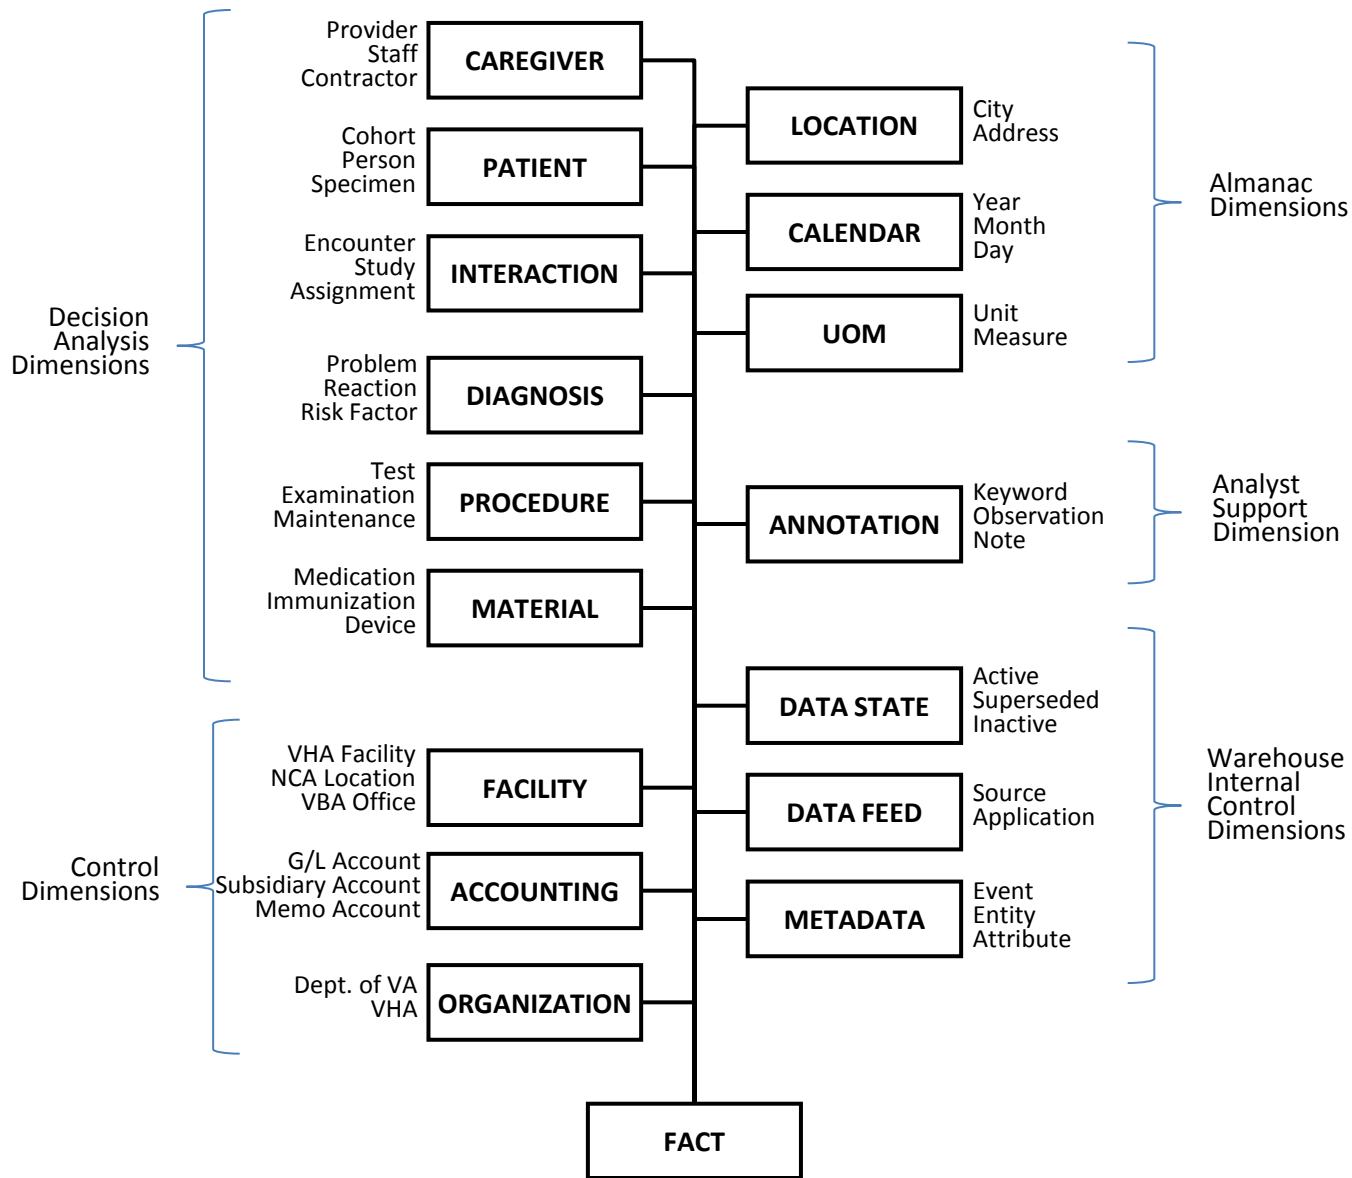 Decision
Analysis
Dimensions
Provider
Staff
Contractor
CAREGIVER
Cohort
Person
Specimen
PATIENT
Encounter
Study
Assignment
INTERACTION
Problem
Reaction
Risk Factor
DIAGNOSIS
Test
Examination
Maintenance
PROCEDURE
Medication
Immunization
Device
MATERIAL
Control
Dimensions
VHA Facility
NCA Location
VBA Office
FACILITY
G/L Account
Subsidiary Account
Memo Account
ACCOUNTING
Dept. of VA
VHA
ORGANIZATION
LOCATION
City
Address
CALENDAR
Year
Month
Day
UOM
Unit
Measure
Almanac
Dimensions
ANNOTATION
Keyword
Observation
Note
Analyst
Support
Dimension
DATA STATE
Active
Superseded
Inactive
DATA FEED
Source
Application
METADATA
Event
Entity
Attribute
Warehouse
Internal
Control
Dimensions
FACT